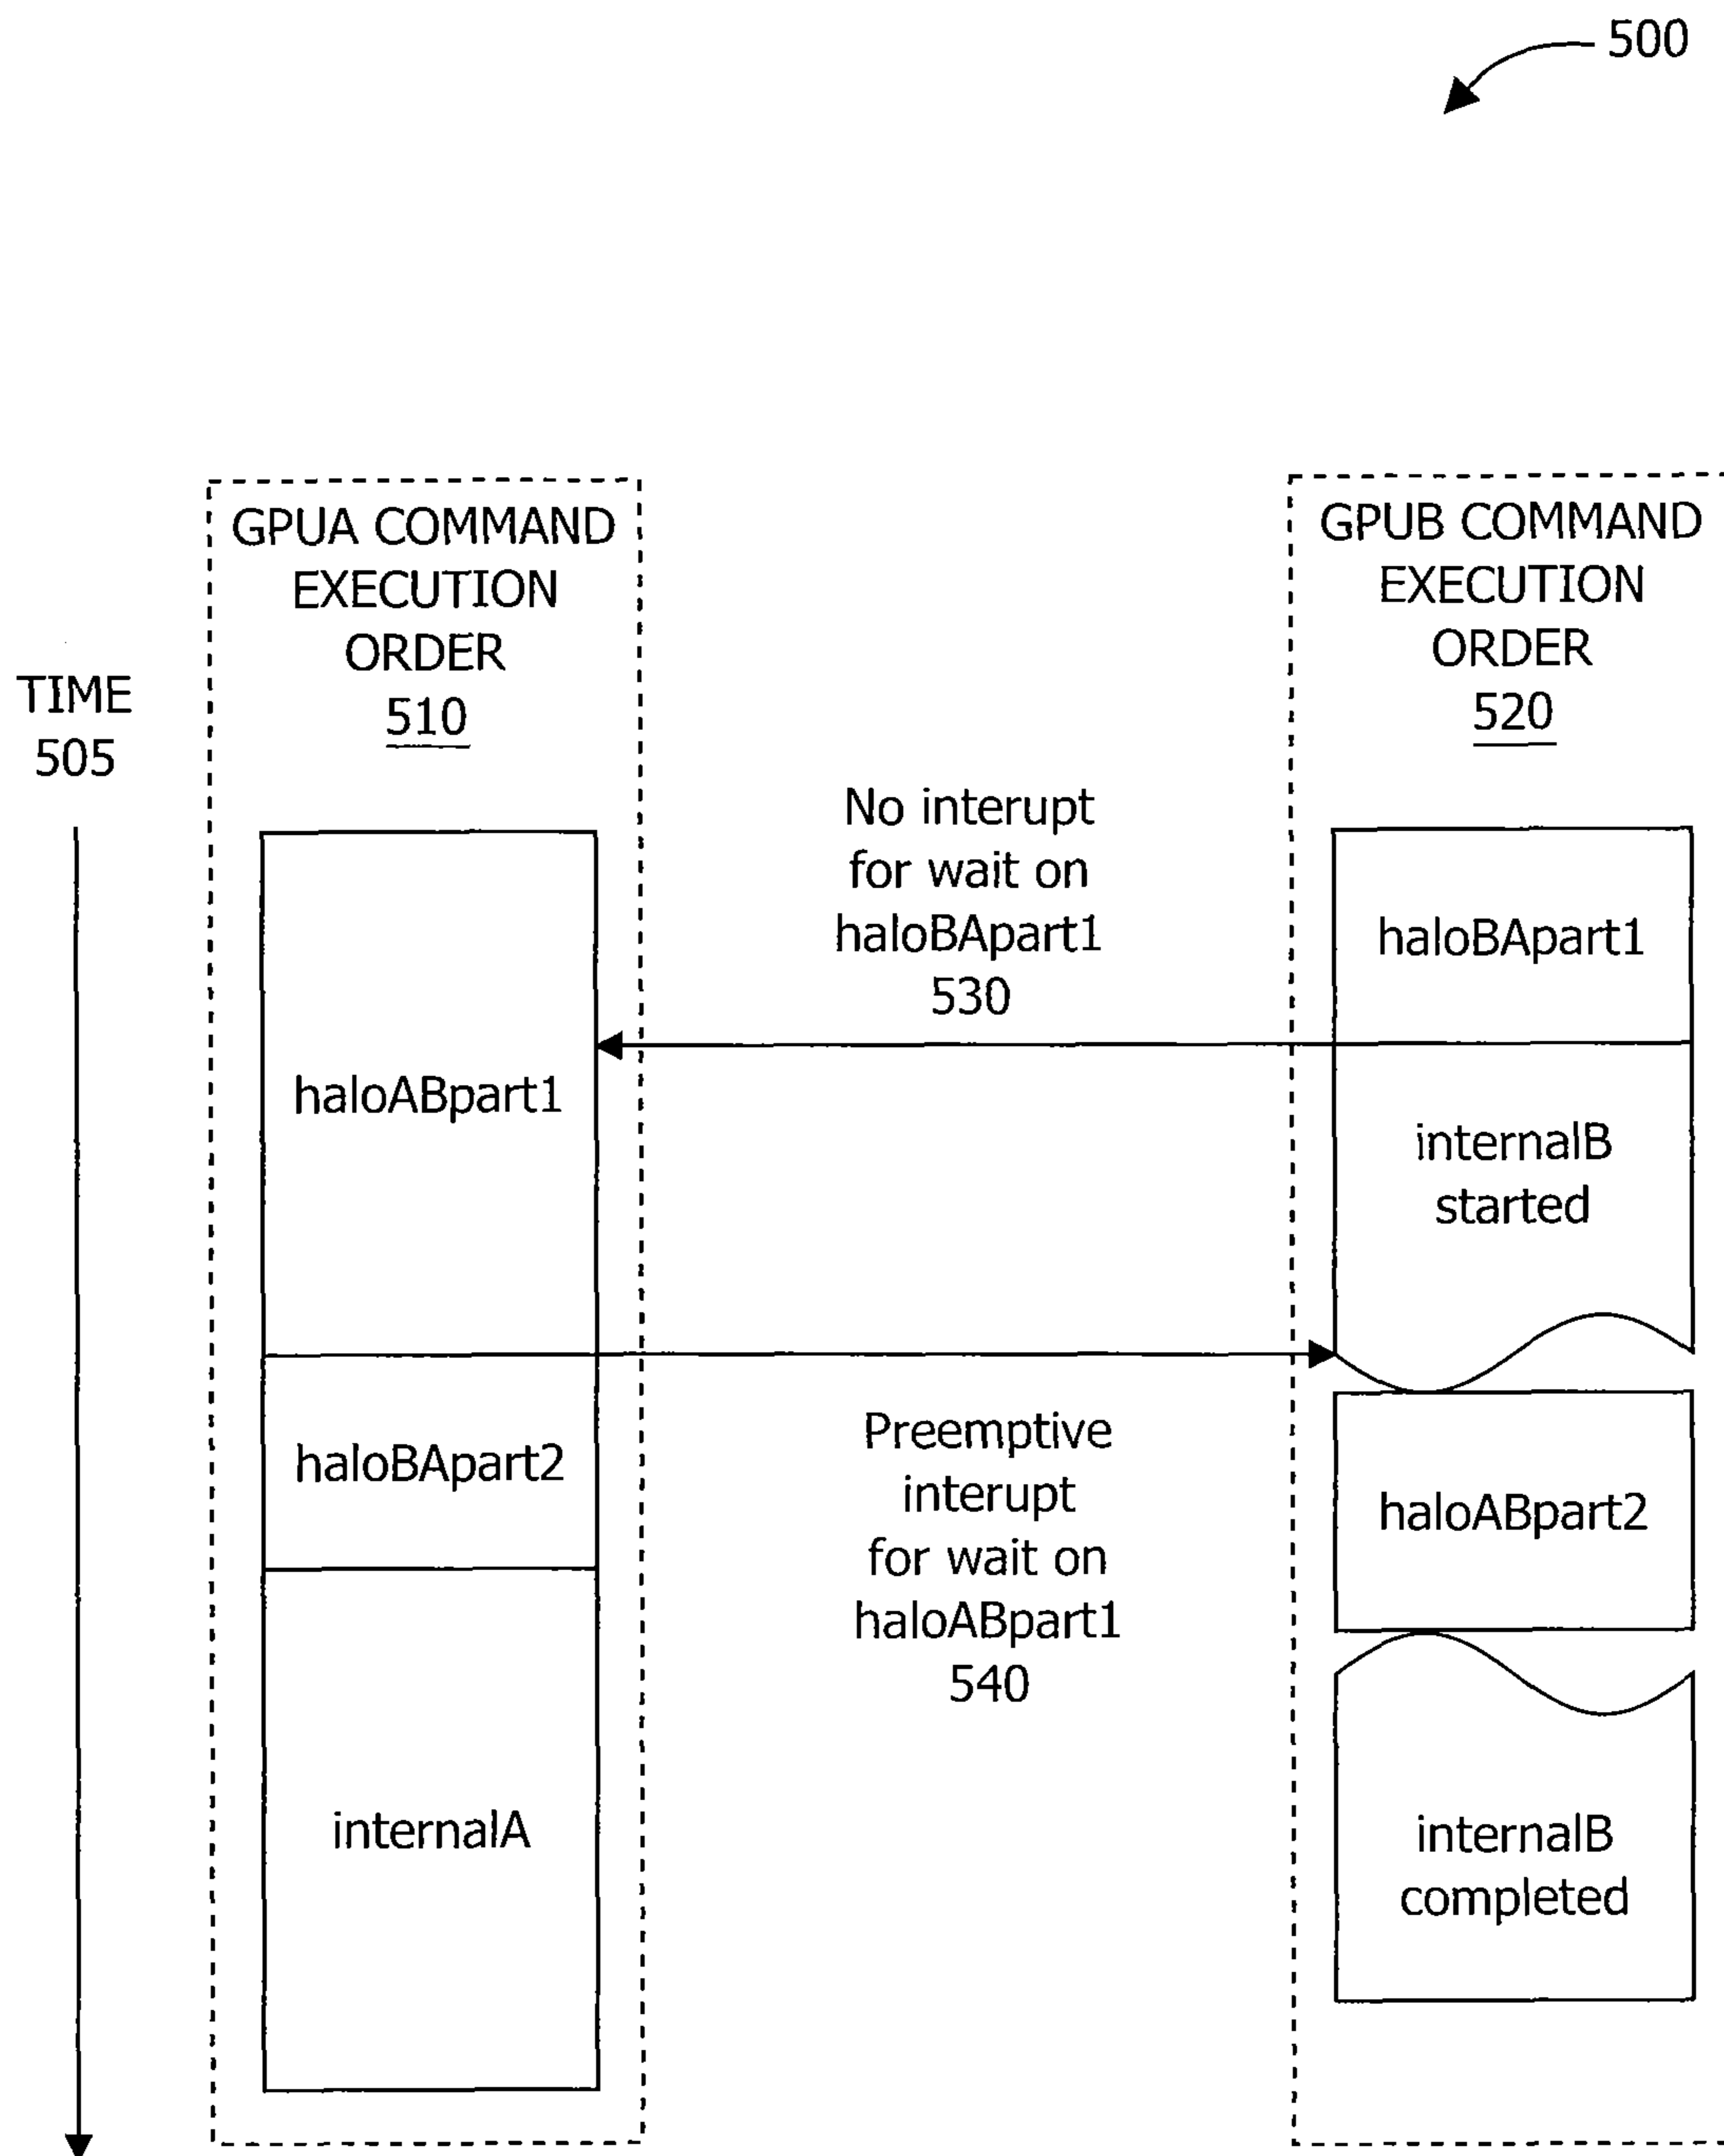 500
GPUA COMMAND
EXECUTION
ORDER
510
GPUB COMMAND
EXECUTION
ORDER
520
TIME
505
No interupt
for wait on
haloBApart1
530
haloBApart1
haloABpart1
internalB
started
haloBApart2
Preemptive
interupt
for wait on
haloABpart1
540
haloABpart2
internalA
internalB
completed